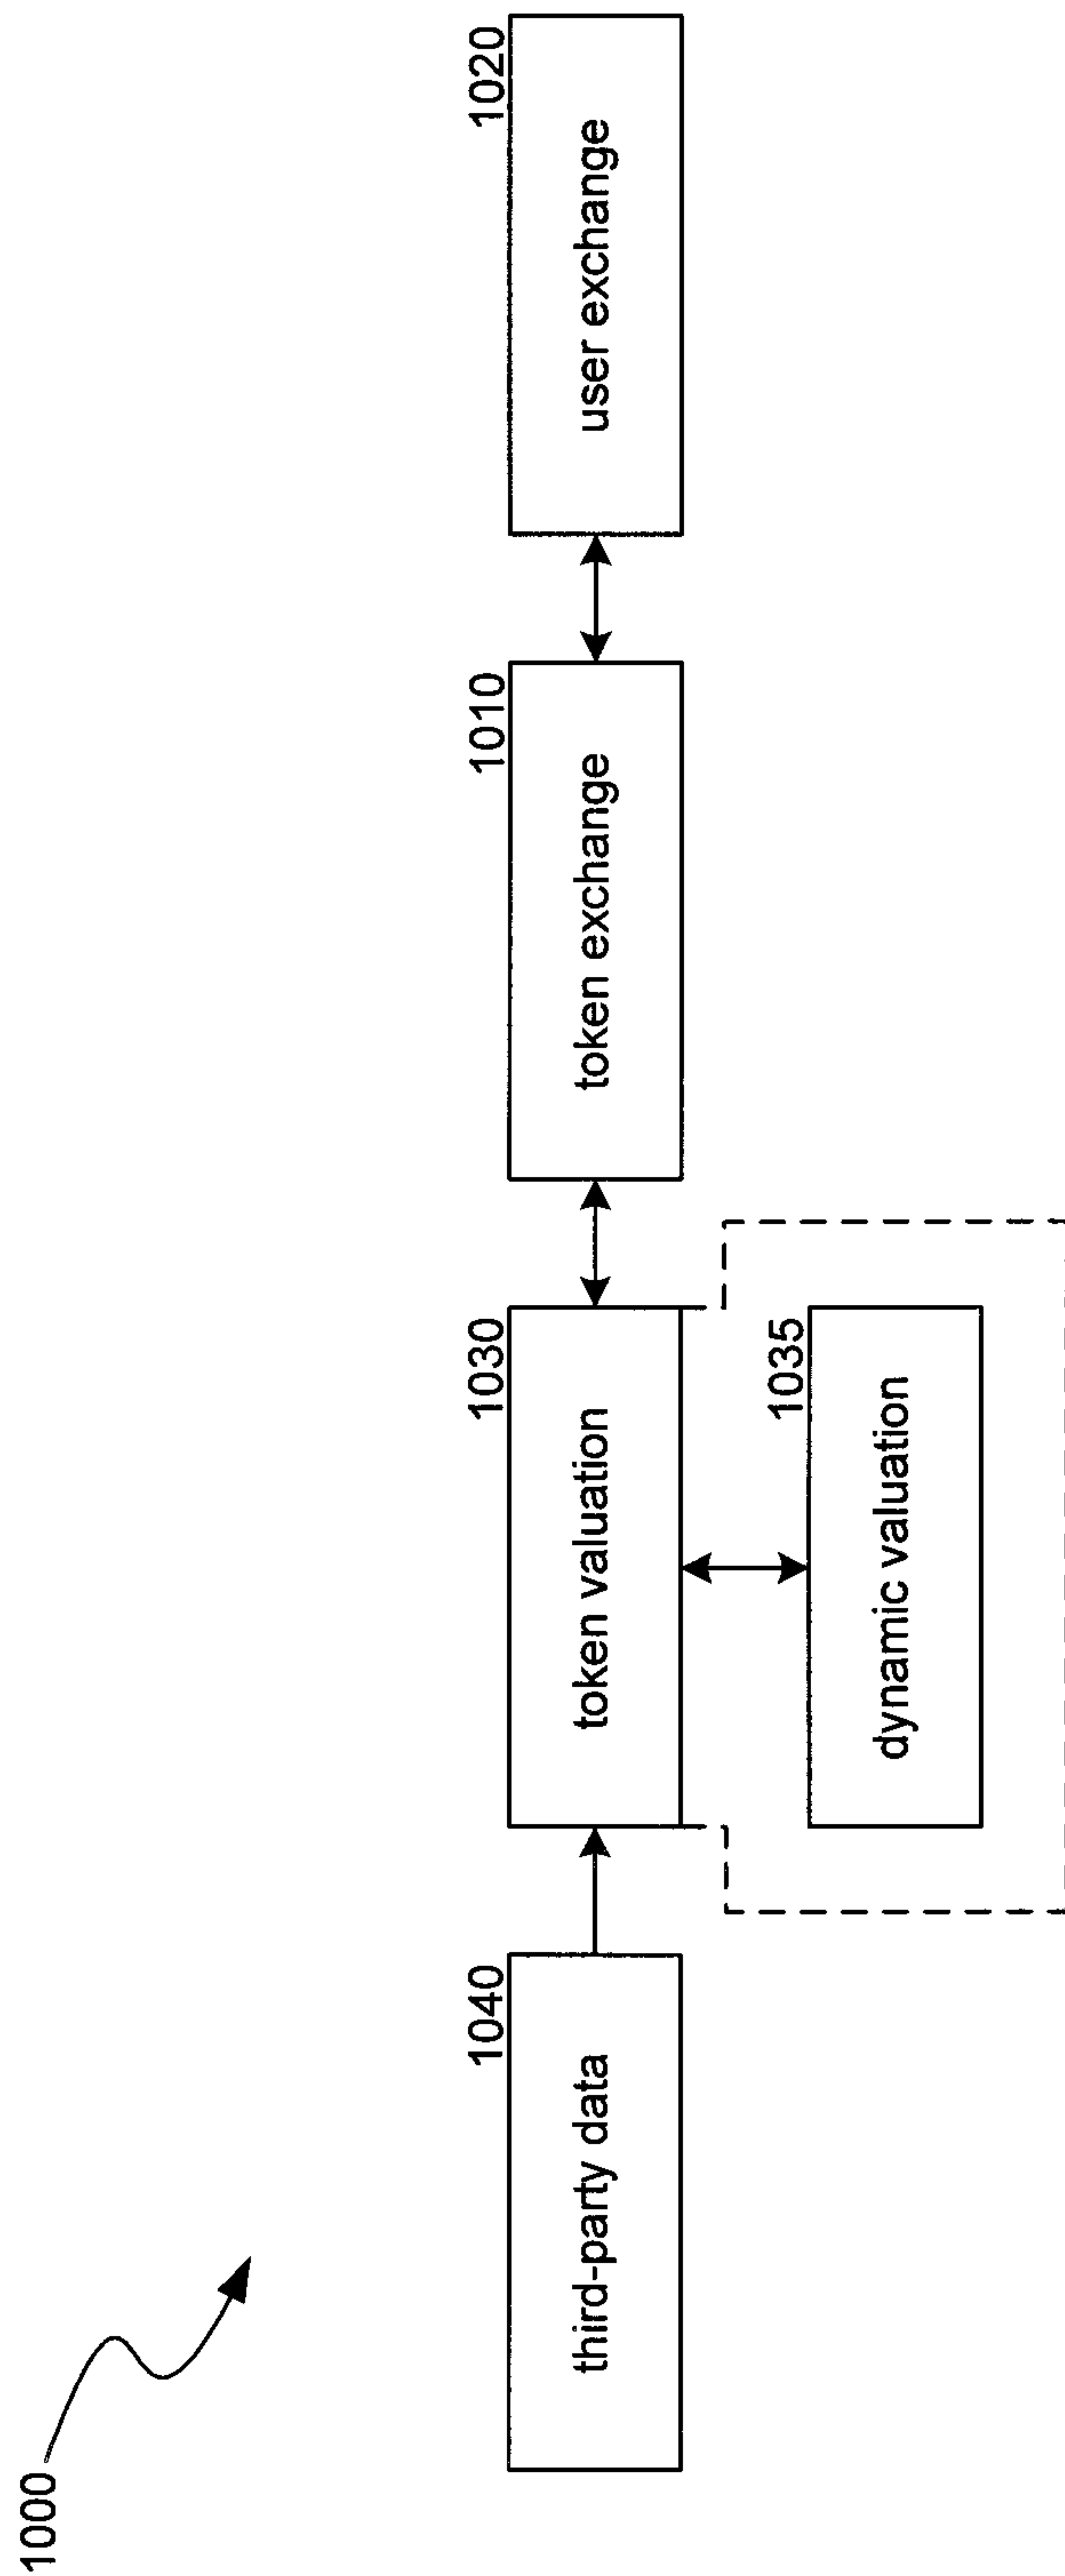 1000
1040
third-party data
1030
token valuation
1010
token exchange
1020
user exchange
1035
dynamic valuation